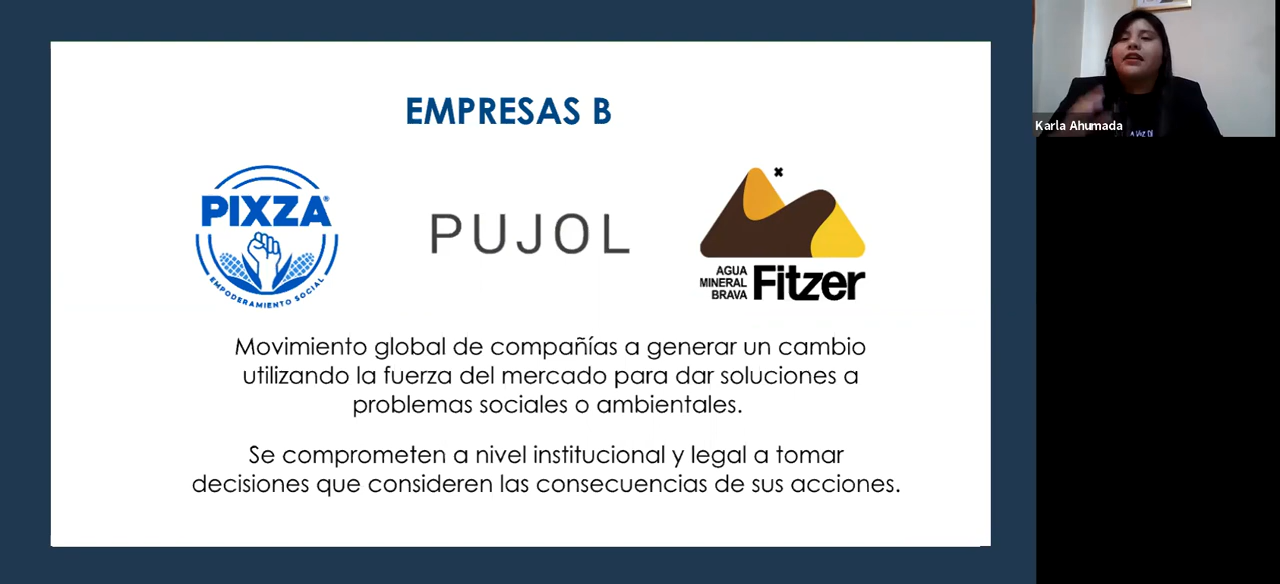 EMPRESAS B
PIXZA®
EMPODERAMIENTO SOCIAL
PUJOL
AGUA
MINERAL
BRAVA
Fitzer
Movimiento global de compañías a generar un cambio
utilizando la fuerza del mercado para dar soluciones a
problemas sociales o ambientales.
Se comprometen a nivel institucional y legal a tomar
decisiones que consideren las consecuencias de sus acciones.
Karla Ahumada